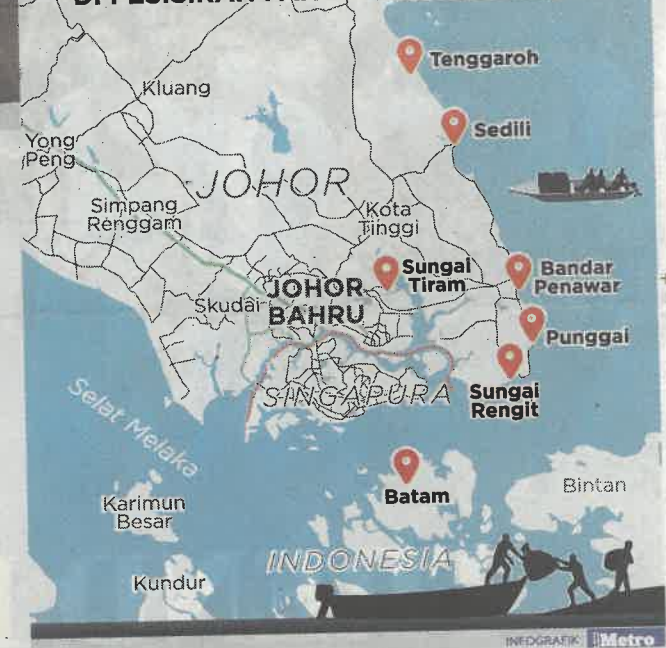 Tenggaroh
Kluang
Sedili
Yong
Peng
JOHOR
Simpang
Renggam
Kota
Tinggi
Sungai
Tiram
Bandar
Penawar
JOHOR
BAHRU
Skudai
Punggai
SINGAPURA
Sungai
Rengit
Selat Melaka
Batam
Bintan
Karimun
Besar
INDONESIA
Kundur
INFOGRAFIK Metro